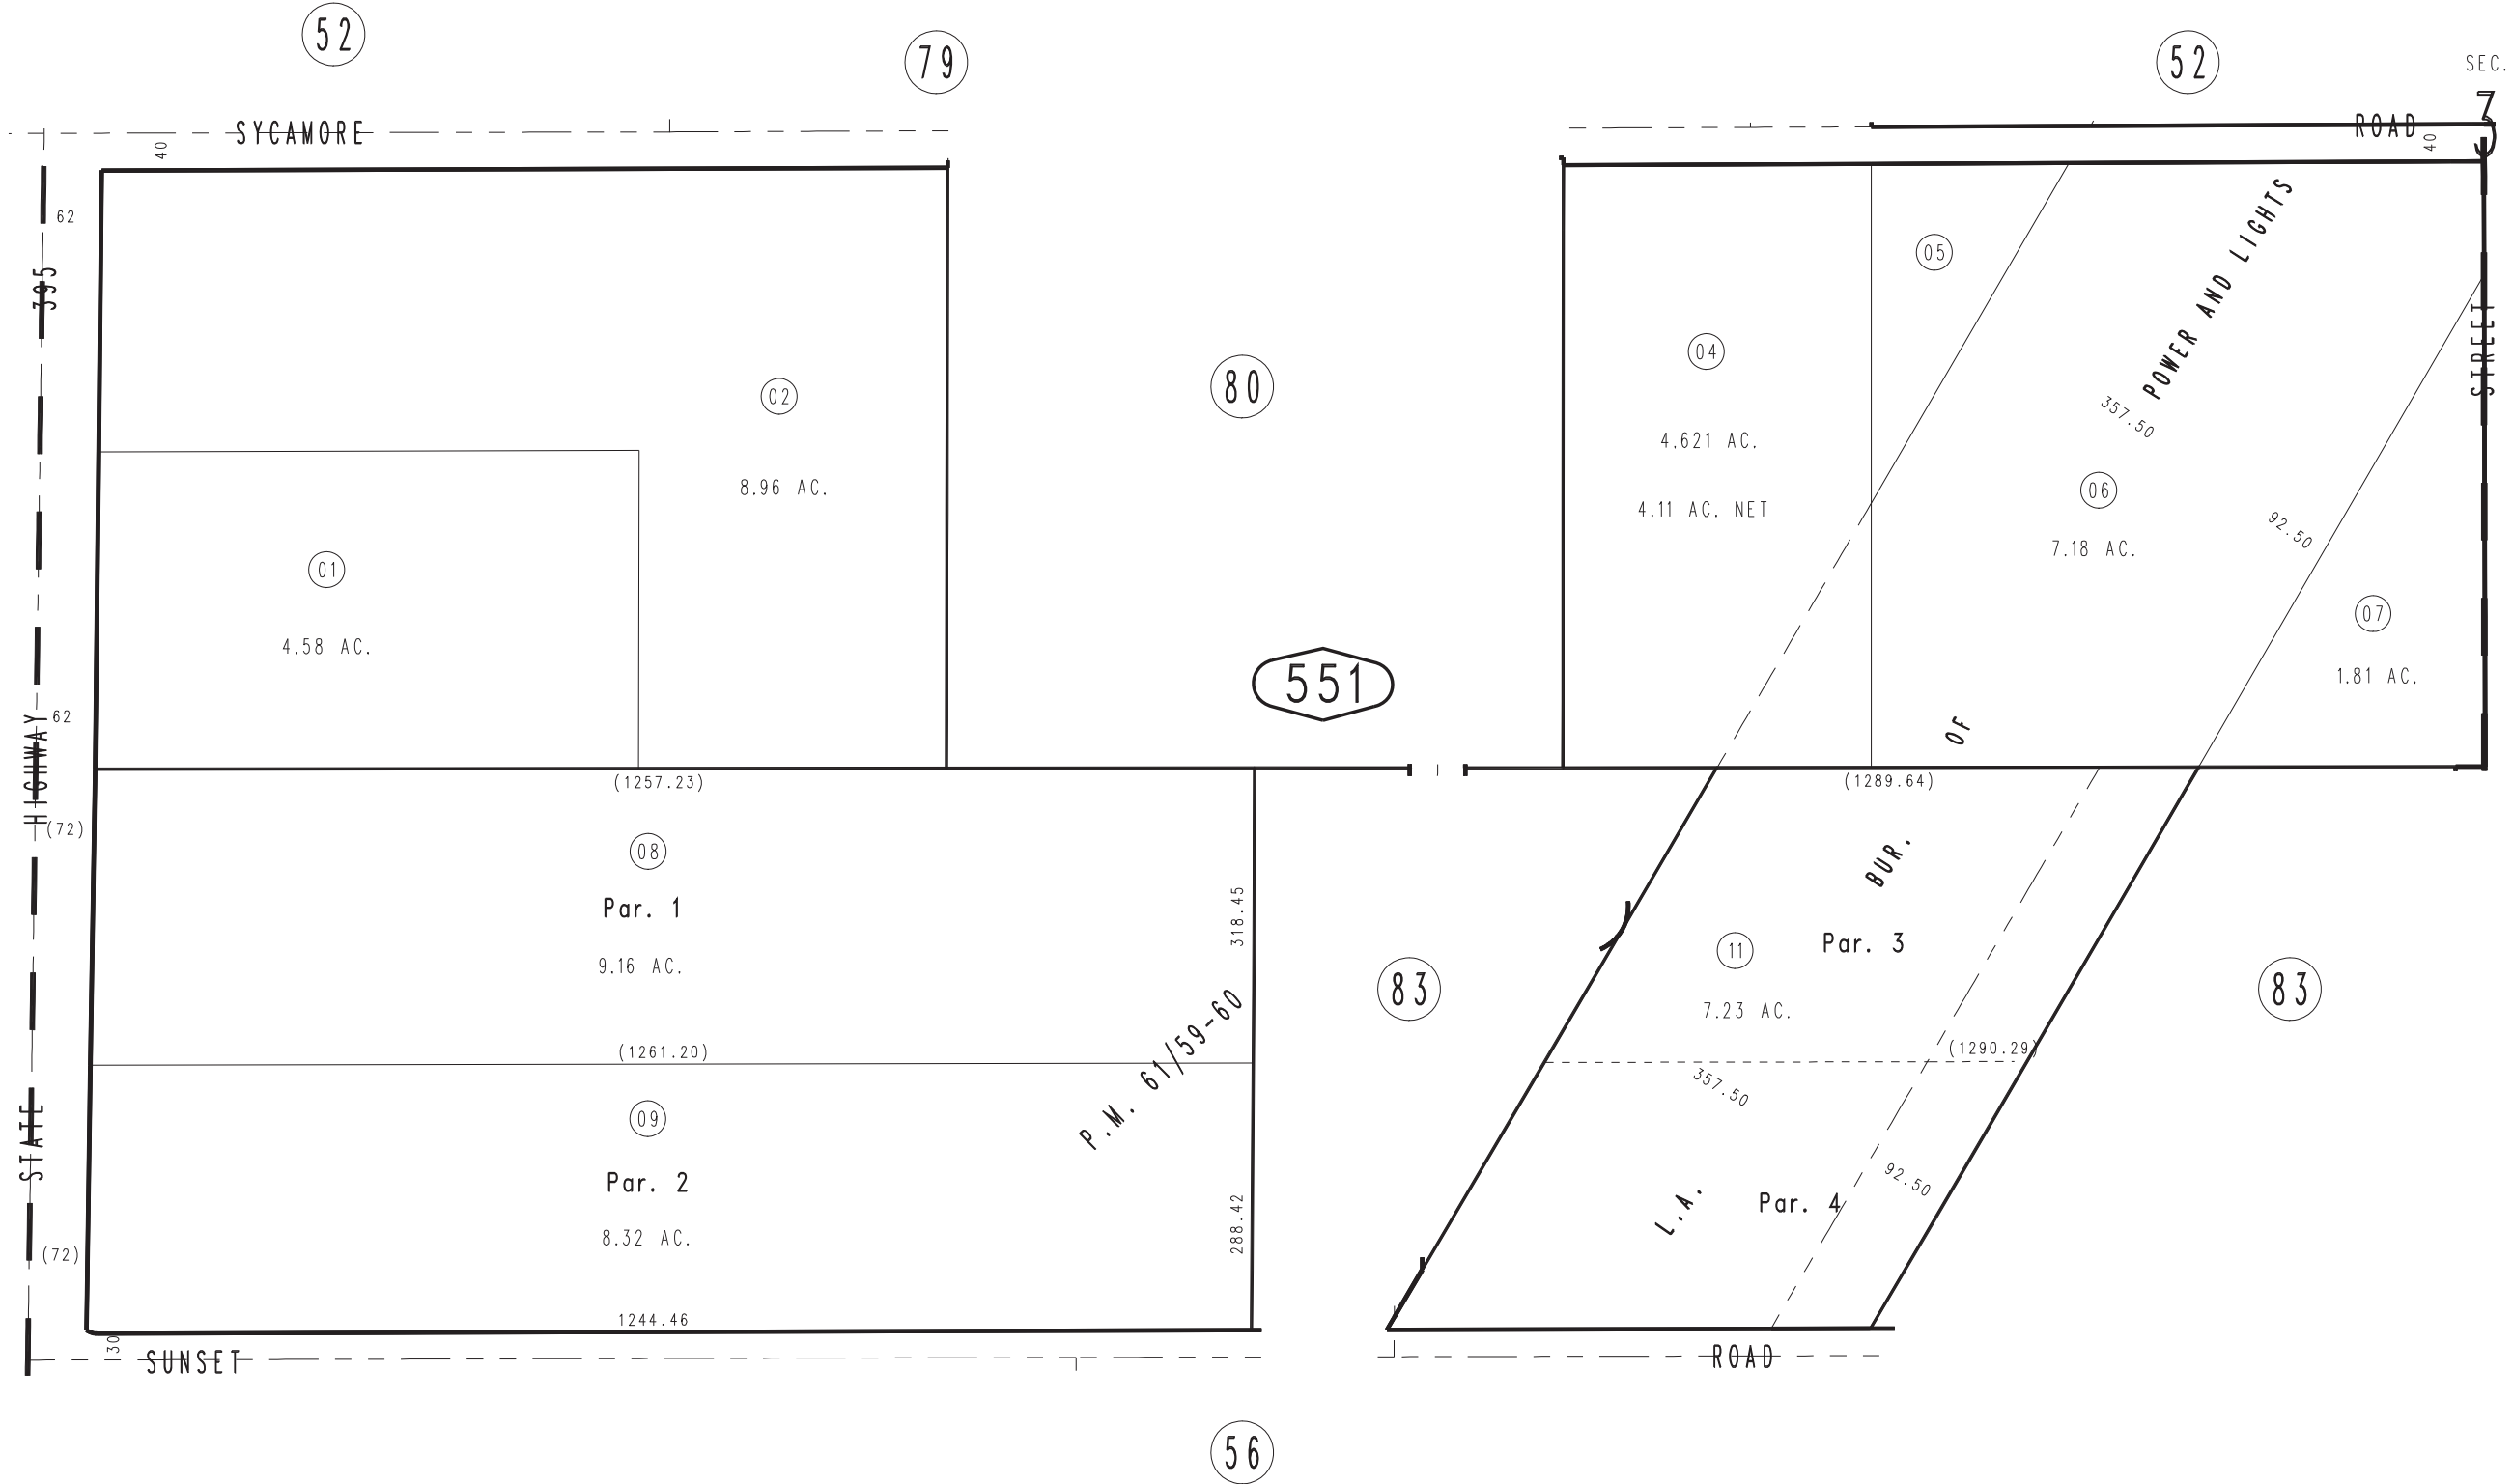 52
79
52
SEC.
SYCAMORE
ROAD
40
40
62
395
05
POWER AND LIGHTS
STREET
04
80
02
357.50
4.621 AC.
8.96 AC.
06
4.11 AC. NET
92.50
7.18 AC.
01
07
4.58 AC.
1.81 AC.
551
62
OF
HIGHWAY
(1257.23)
(1289.64)
(72)
08
BUR.
Par. 1
318.45
11
Par. 3
9.16 AC.
83
83
7.23 AC.
P.M. 61/59-60
(1261.20)
(1290.29)
357.50
09
STATE
Par. 2
92.50
L.A.
Par. 4
8.32 AC.
288.42
(72)
1244.46
30
SUNSET
ROAD
56